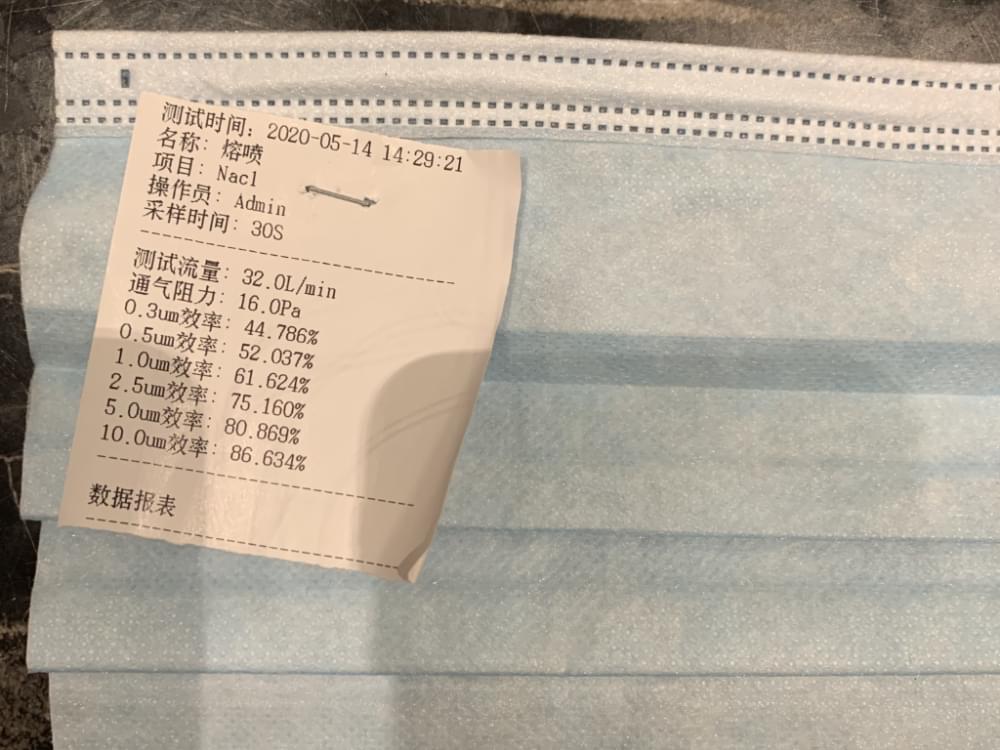 测试时间: 2020-05-14 14:29:21
名称: 熔喷
项目: Nacl
操作员: Admin
采样时间: 30S
测试流量: 32.0L/min
通气阻力: 16.0Pa
0.3um效率: 44.786%
0.5um效率: 52.037%
1.0um效率: 61.624%
2.5um效率: 75.160%
5.0um效率: 80.869%
10.0um效率: 86.634%
数据报表